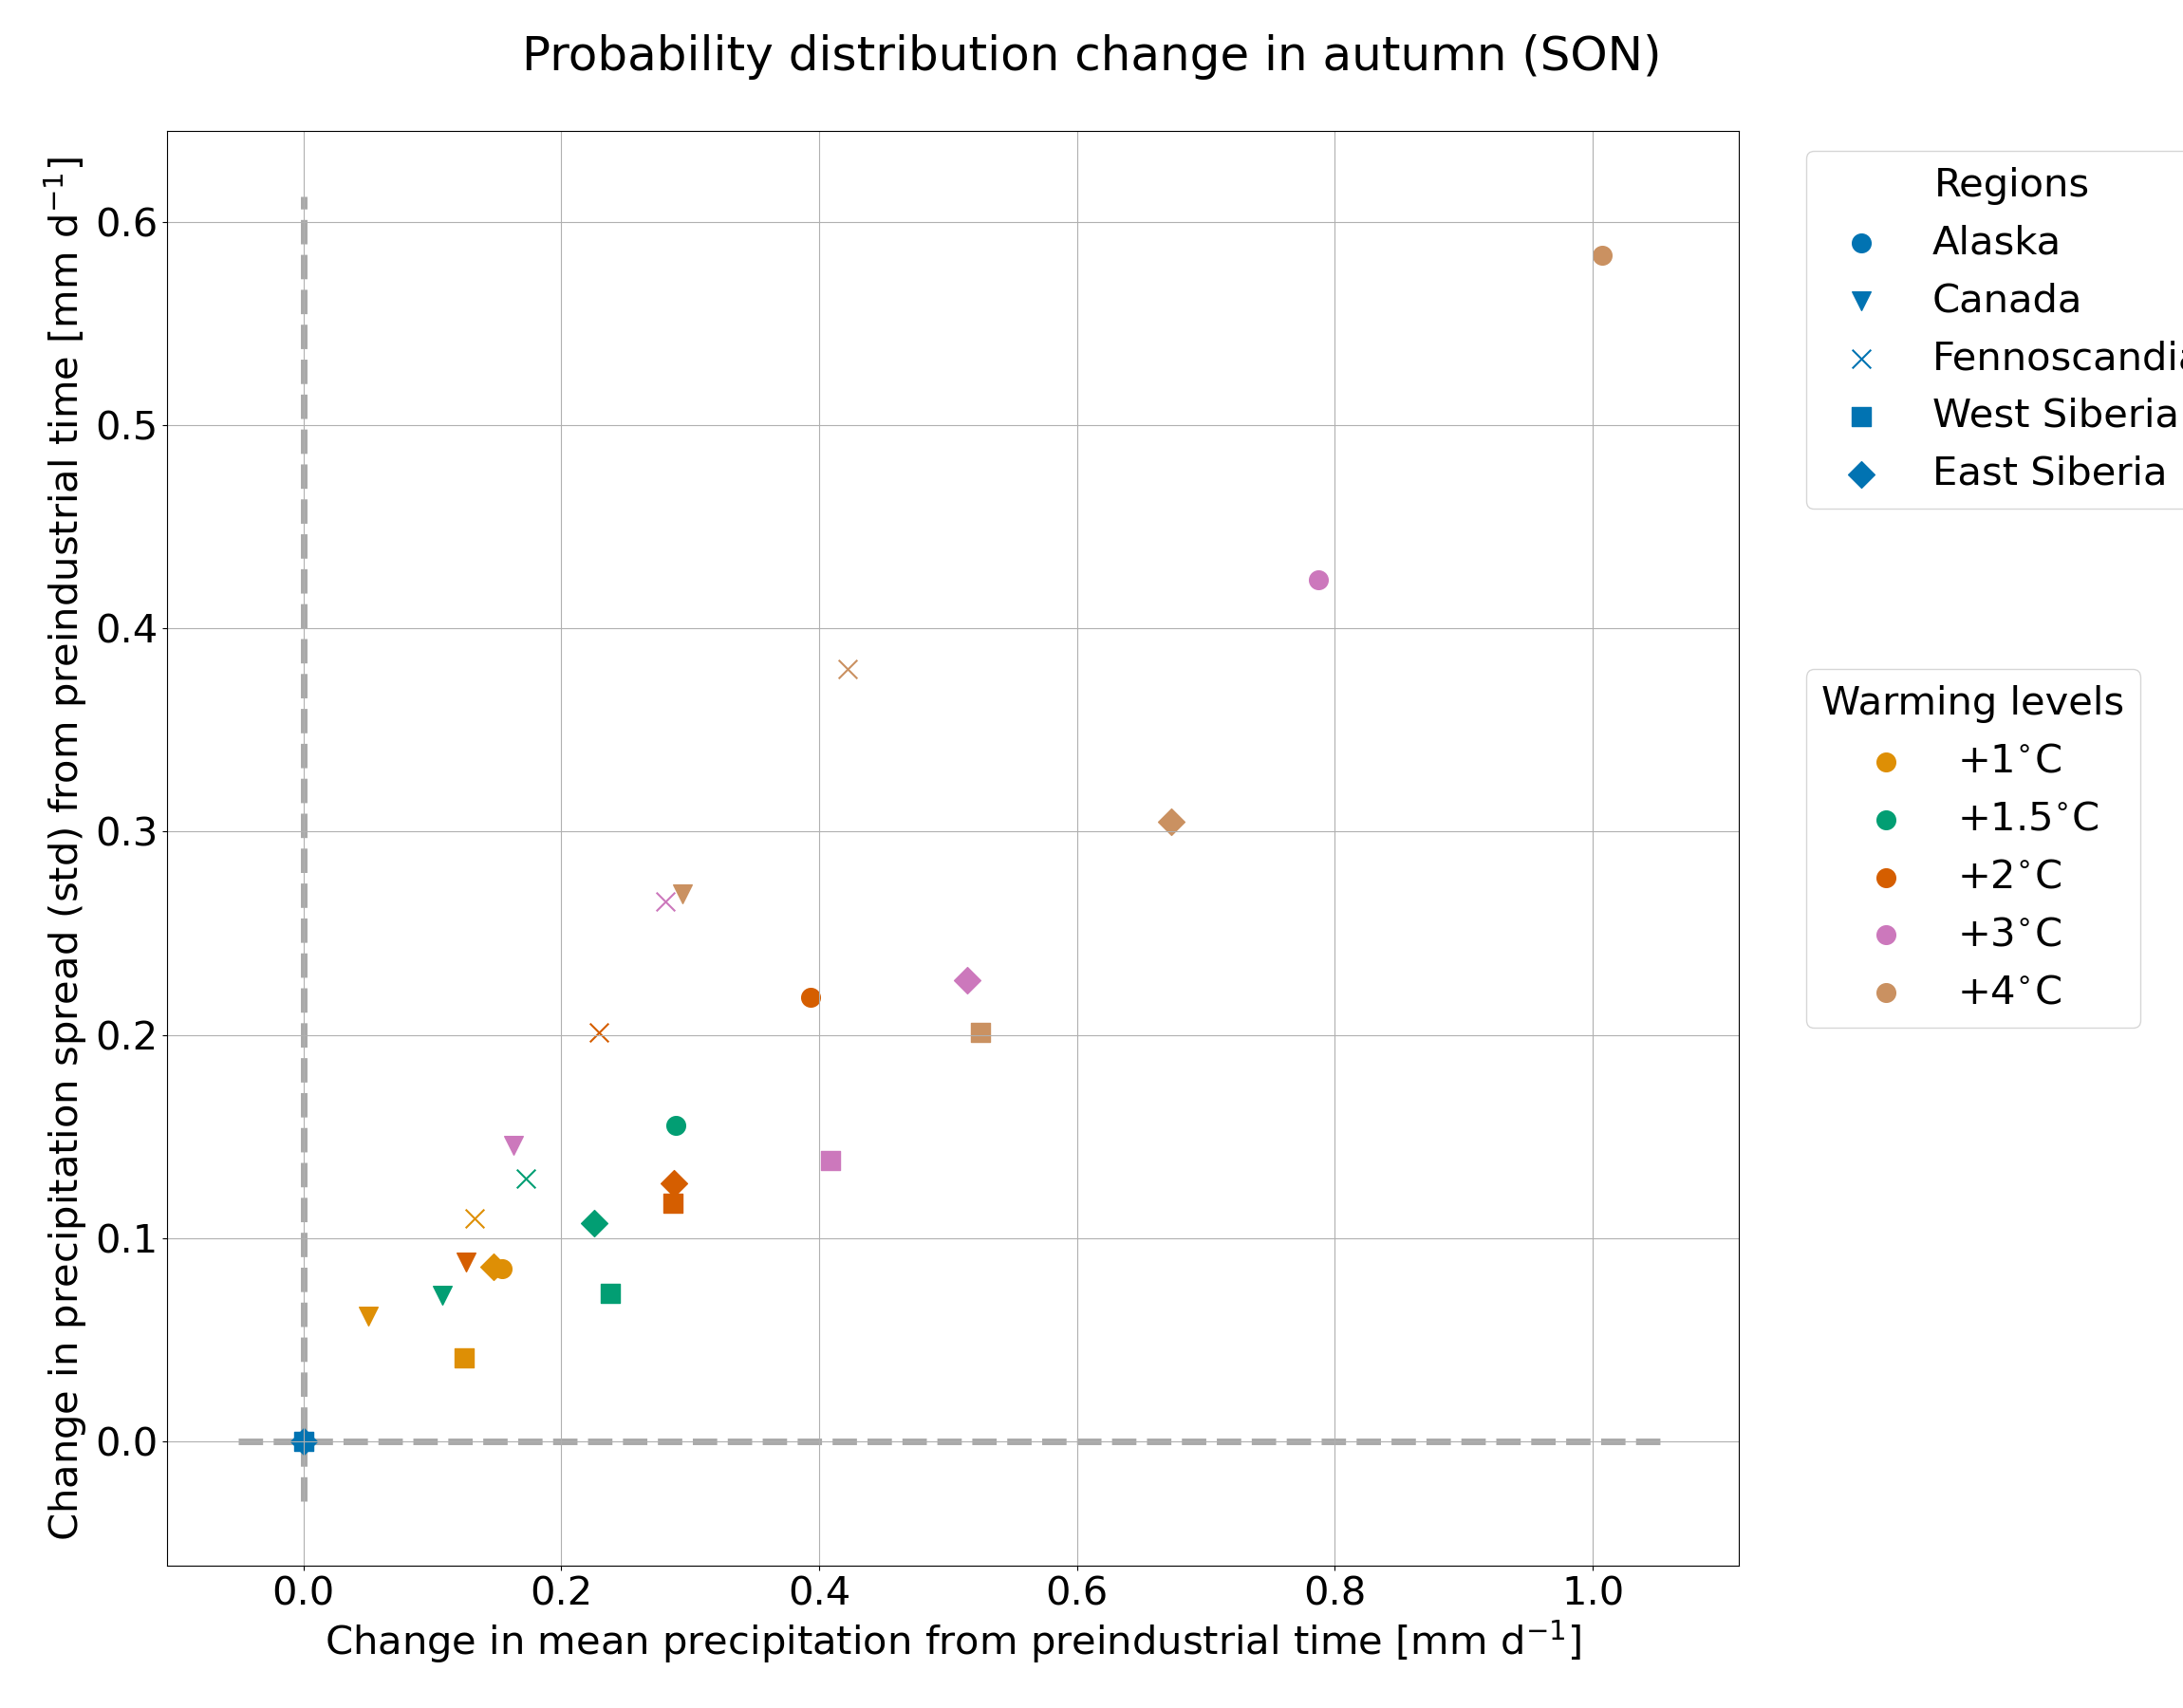 Probability distribution change in autumn (SON)
Change in precipitation spread (std) from preindustrial time [mm d⁻¹]
0.6
0.5
0.4
0.3
0.2
0.1
0.0
0.0 0.2 0.4 0.6 0.8 1.0
Change in mean precipitation from preindustrial time [mm d⁻¹]
Regions
Alaska
Canada
Fennoscandia
West Siberia
East Siberia
Warming levels
+1°C
+1.5°C
+2°C
+3°C
+4°C